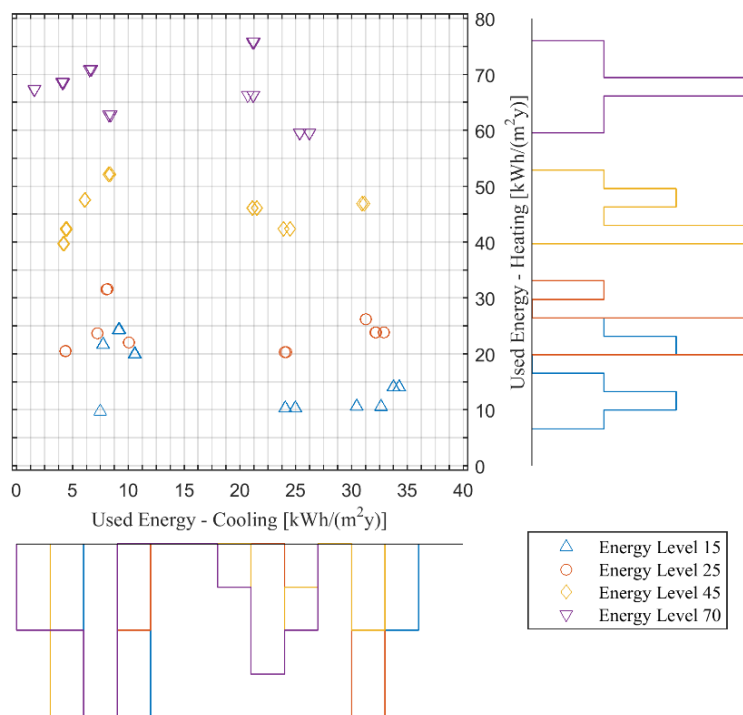 80
70
60
50
40
30
20
10
0
Used Energy - Heating [kWh/(m²y)]
0 5 10 15 20 25 30 35 40
Used Energy - Cooling [kWh/(m²y)]
Energy Level 15
Energy Level 25
Energy Level 45
Energy Level 70